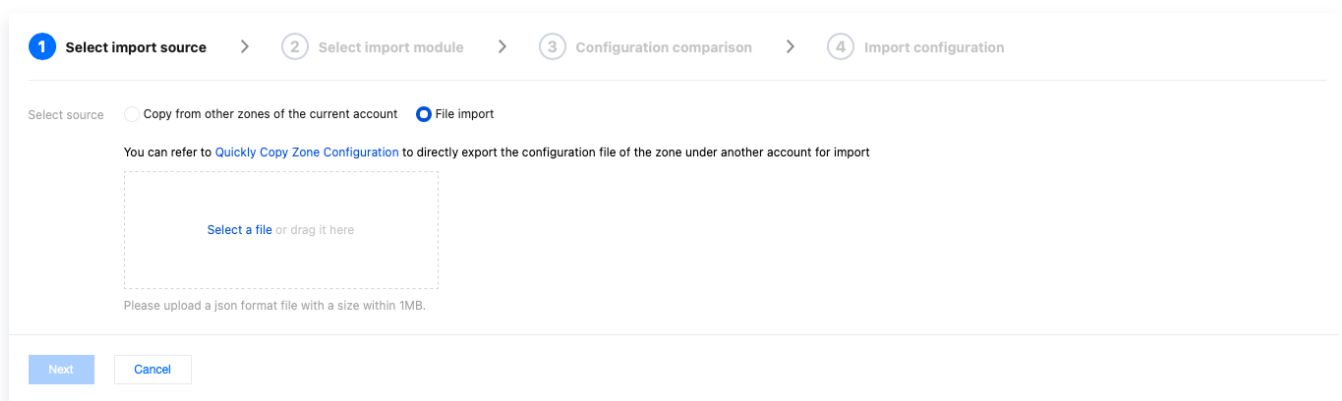 1 Select import source > 2 Select import module > 3 Configuration comparison > 4 Import configuration
Select source Copy from other zones of the current account File import
You can refer to Quickly Copy Zone Configuration to directly export the configuration file of the zone under another account for import
Select a file or drag it here
Please upload a json format file with a size within 1MB.
Next Cancel